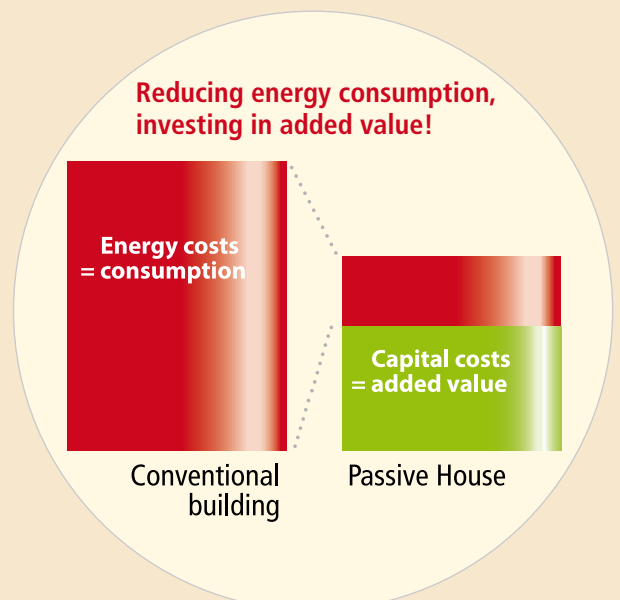 Reducing energy consumption,
investing in added value!
Energy costs
= consumption
Capital costs
= added value
Conventional
building
Passive House